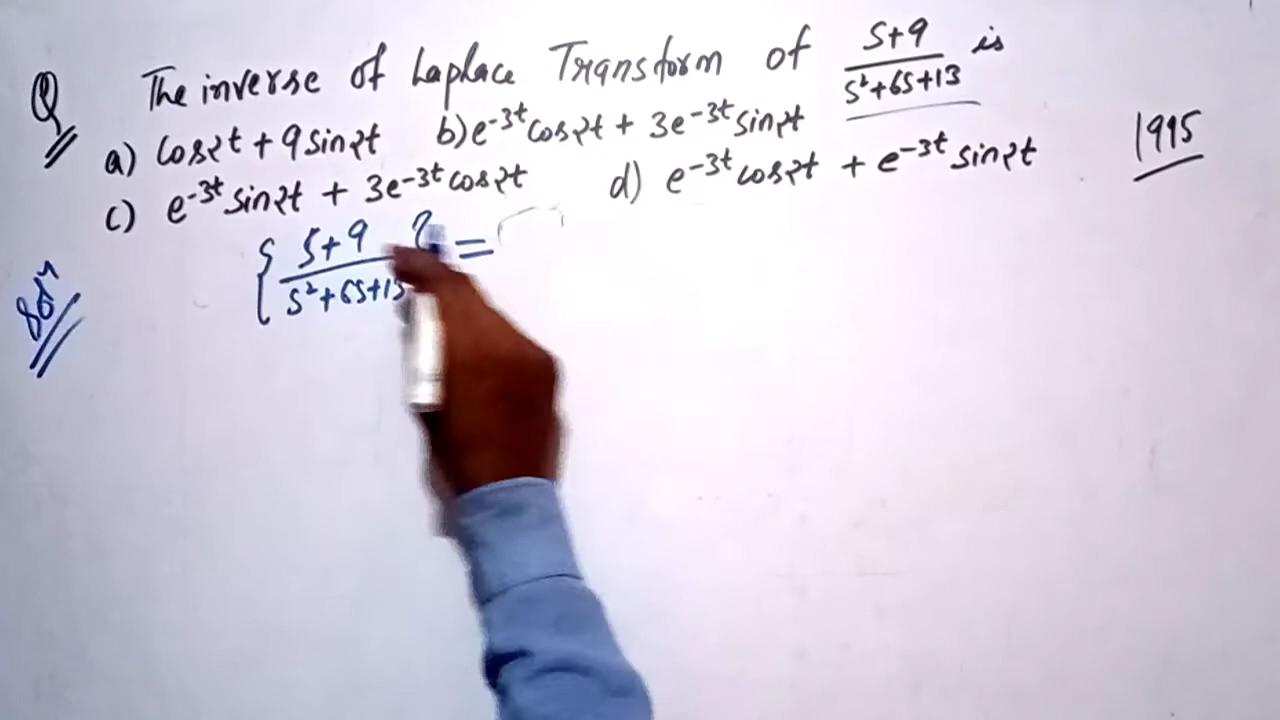 Q The inverse of Laplace Transform of s+9/s²+6s+13 is
a) cos2t + 9sin2t b) e^-3t cos2t + 3e^-3t sin2t 1995
c) e^-3t sin2t + 3e^-3t cos2t d) e^-3t cos2t + e^-3t sin2t
{ s+9/s²+6s+13 } =
Solⁿ